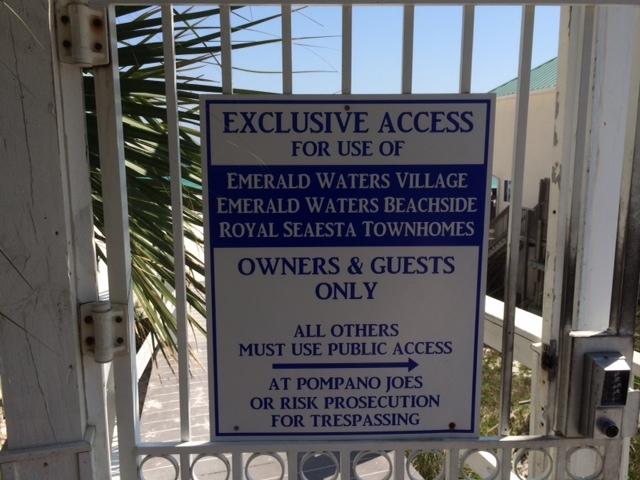 EXCLUSIVE ACCESS
FOR USE OF
EMERALD WATERS VILLAGE
EMERALD WATERS BEACHSIDE
ROYAL SEAESTA TOWNHOMES
OWNERS & GUESTS
ONLY
ALL OTHERS
MUST USE PUBLIC ACCESS
AT POMPANO JOES
OR RISK PROSECUTION
FOR TRESPASSING